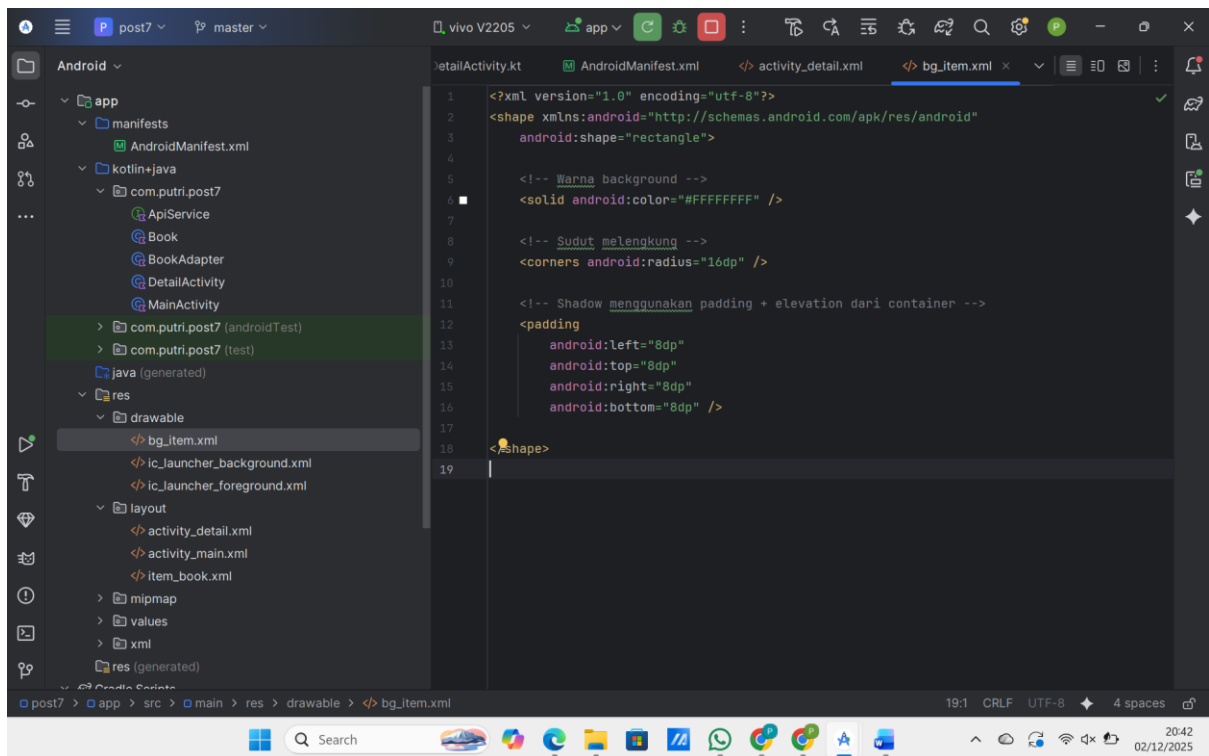 P post7 master vivo V2205 app
Android
app
manifests
AndroidManifest.xml
kotlin+java
com.putri.post7
ApiService
Book
BookAdapter
DetailActivity
MainActivity
com.putri.post7 (androidTest)
com.putri.post7 (test)
java (generated)
res
drawable
bg_item.xml
ic_launcher_background.xml
ic_launcher_foreground.xml
layout
activity_detail.xml
activity_main.xml
item_book.xml
mipmap
values
xml
res (generated)
Gradle Scripts
etailActivity.kt AndroidManifest.xml activity_detail.xml bg_item.xml
1 <?xml version="1.0" encoding="utf-8"?>
2 <shape xmlns:android="http://schemas.android.com/apk/res/android"
3 android:shape="rectangle">
4
5 <!-- Warna background -->
6 <solid android:color="#FFFFFFFF" />
7
8 <!-- Sudut melengkung -->
9 <corners android:radius="16dp" />
10
11 <!-- Shadow menggunakan padding + elevation dari container -->
12 <padding
13 android:left="8dp"
14 android:top="8dp"
15 android:right="8dp"
16 android:bottom="8dp" />
17
18 </shape>
19
post7 > app > src > main > res > drawable > bg_item.xml 19:1 CRLF UTF-8 4 spaces
Search
20:42
02/12/2025